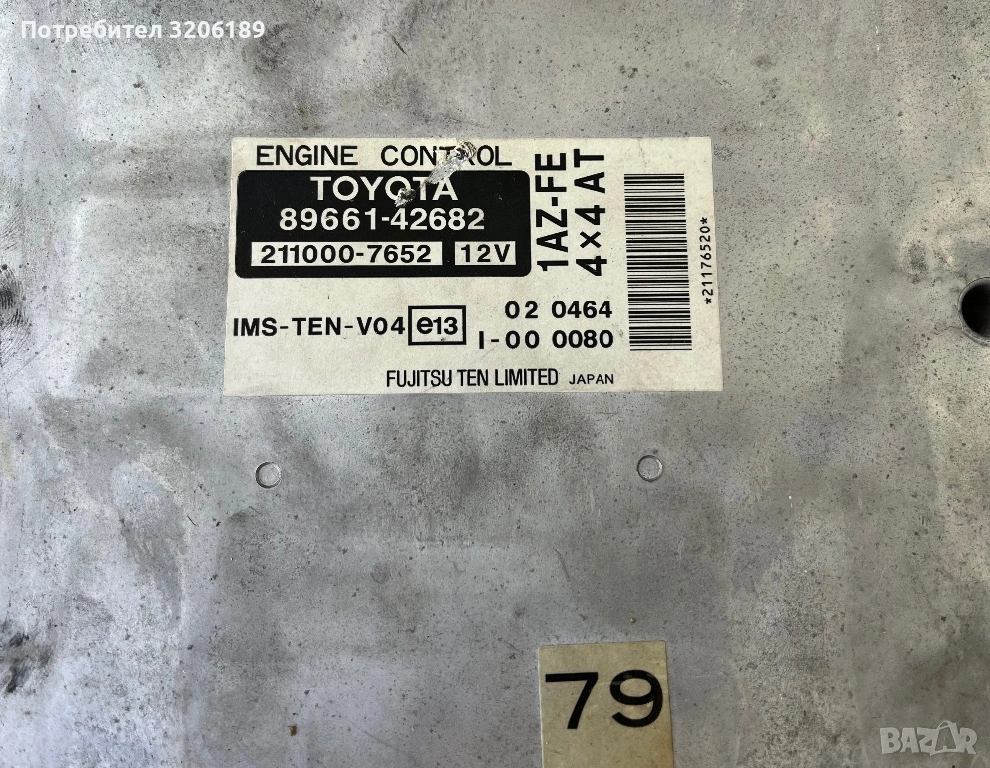 Потребител 3206189
ENGINE CONTROL
TOYOTA
89661-42682
211000-7652 12V
1AZ-FE
4×4 AT
*21176520*
IMS-TEN-V04 e13
02 0464
I-00 0080
FUJITSU TEN LIMITED JAPAN
79
BAZAR